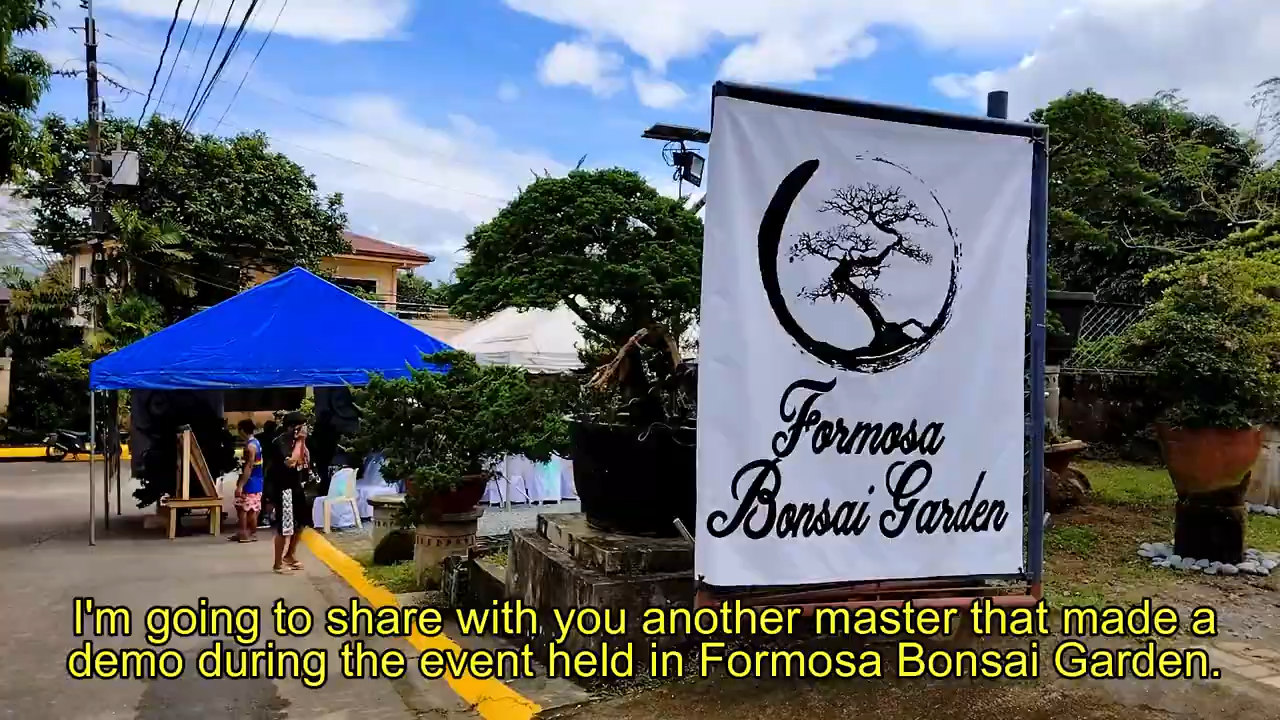 Formosa
Bonsai Garden
I'm going to share with you another master that made a
demo during the event held in Formosa Bonsai Garden.